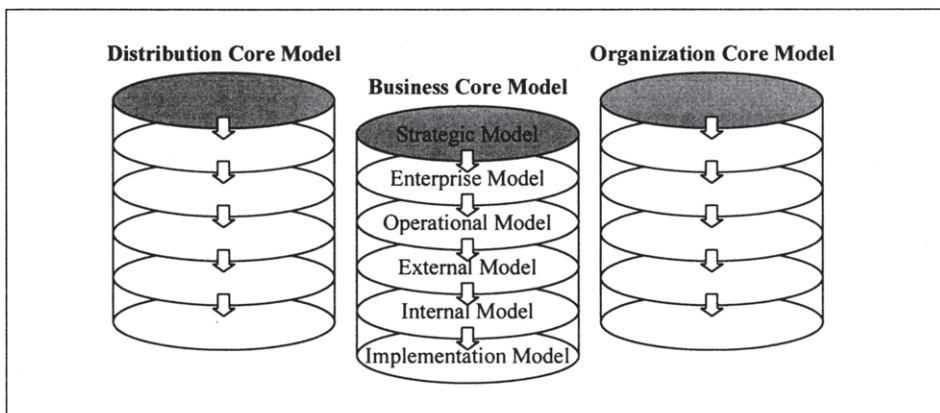 Distribution Core Model
Business Core Model
Organization Core Model
Strategic Model
Enterprise Model
Operational Model
External Model
Internal Model
Implementation Model